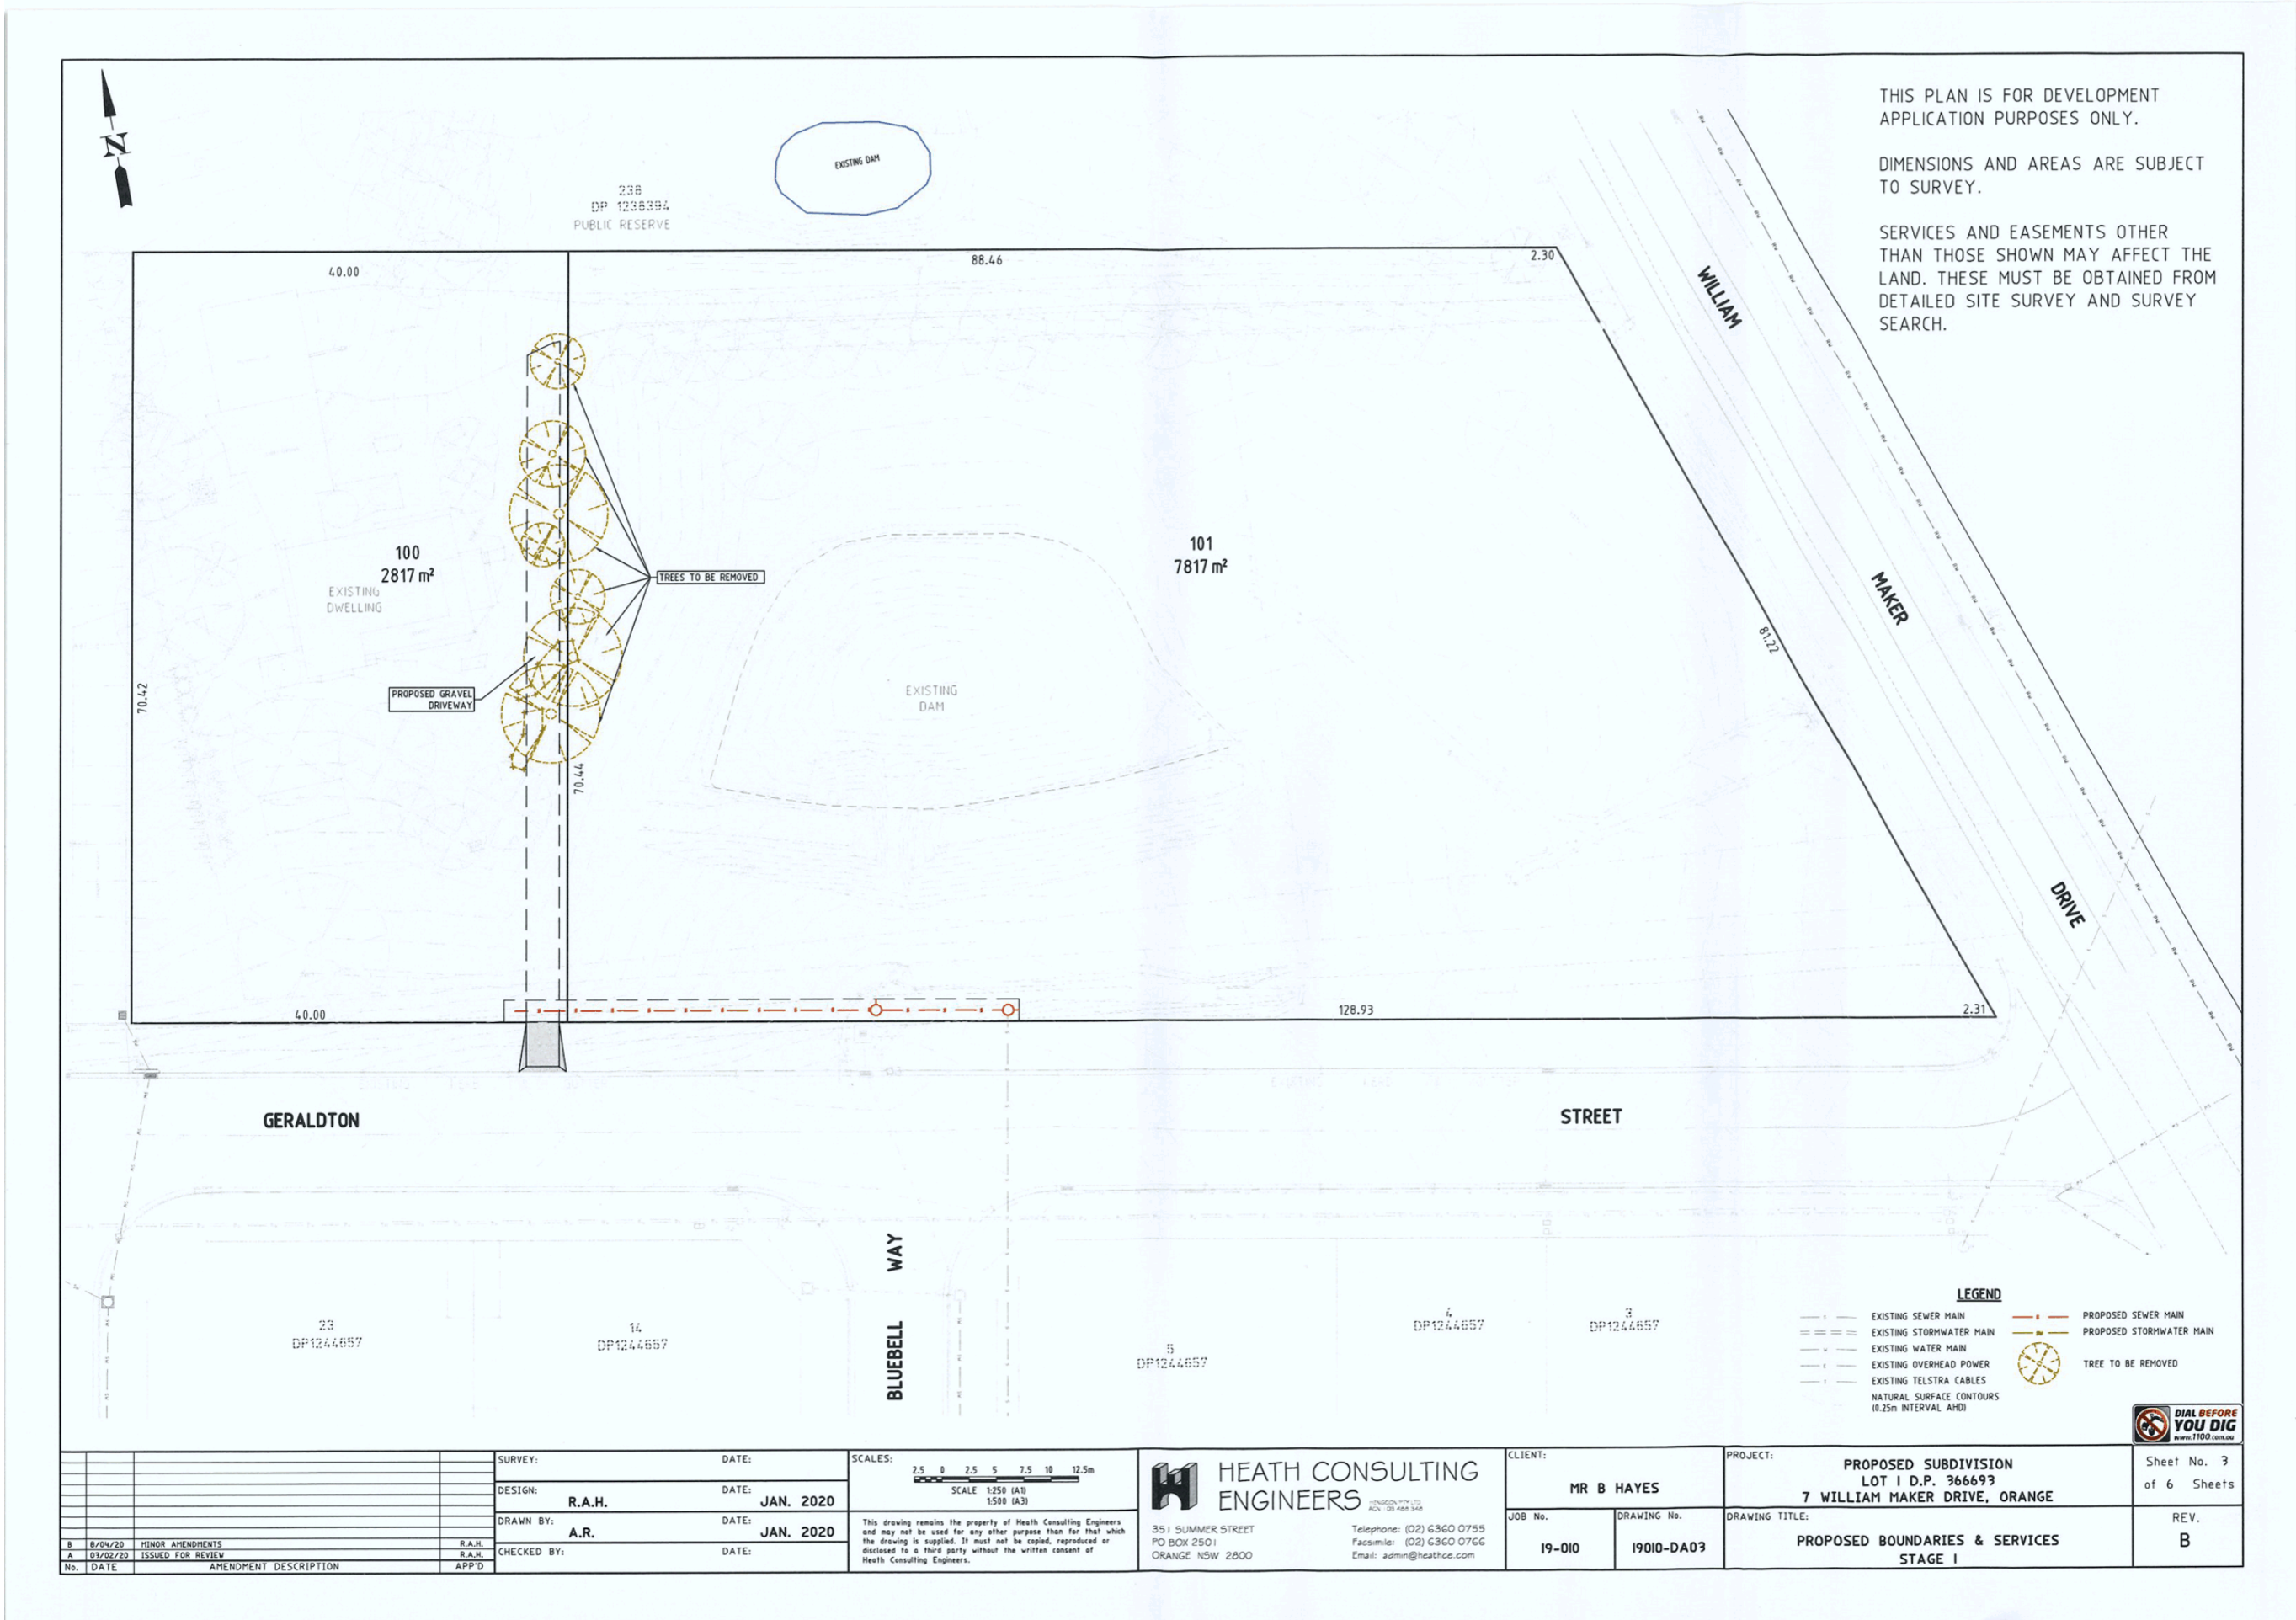 THIS PLAN IS FOR DEVELOPMENT
APPLICATION PURPOSES ONLY.
DIMENSIONS AND AREAS ARE SUBJECT
TO SURVEY.
SERVICES AND EASEMENTS OTHER
THAN THOSE SHOWN MAY AFFECT THE
LAND. THESE MUST BE OBTAINED FROM
DETAILED SITE SURVEY AND SURVEY
SEARCH.
N
EXISTING DAM
238
DP 1238394
PUBLIC RESERVE
40.00
88.46
2.30
WILLIAM
MAKER
DRIVE
100
2817 m²
EXISTING
DWELLING
101
7817 m²
TREES TO BE REMOVED
PROPOSED GRAVEL
DRIVEWAY
70.42
70.44
81.22
EXISTING
DAM
40.00
128.93
2.31
GERALDTON
STREET
BLUEBELL WAY
23
DP1244657
14
DP1244657
5
DP1244657
4
DP1244657
3
DP1244657
LEGEND
EXISTING SEWER MAIN
EXISTING STORMWATER MAIN
EXISTING WATER MAIN
EXISTING OVERHEAD POWER
EXISTING TELSTRA CABLES
NATURAL SURFACE CONTOURS
(0.25m INTERVAL AHD)
PROPOSED SEWER MAIN
PROPOSED STORMWATER MAIN
TREE TO BE REMOVED
DIAL BEFORE
YOU DIG
www.1100.com.au
B 8/04/20 MINOR AMENDMENTS R.A.H.
A 03/02/20 ISSUED FOR REVIEW R.A.H.
No. DATE AMENDMENT DESCRIPTION APP'D
SURVEY: DATE:
DESIGN: R.A.H. DATE: JAN. 2020
DRAWN BY: A.R. DATE: JAN. 2020
CHECKED BY: DATE:
SCALES:
2.5 0 2.5 5 7.5 10 12.5m
SCALE 1:250 (A1)
1:500 (A3)
This drawing remains the property of Heath Consulting Engineers
and may not be used for any other purpose than for that which
the drawing is supplied. It must not be copied, reproduced or
disclosed to a third party without the written consent of
Heath Consulting Engineers.
HEATH CONSULTING
ENGINEERS
351 SUMMER STREET
PO BOX 2501
ORANGE NSW 2800
Telephone: (02) 6360 0755
Facsimile: (02) 6360 0766
Email: admin@heathce.com
CLIENT:
MR B HAYES
JOB No.
19-010
DRAWING No.
19010-DA03
PROJECT:
PROPOSED SUBDIVISION
LOT 1 D.P. 366693
7 WILLIAM MAKER DRIVE, ORANGE
DRAWING TITLE:
PROPOSED BOUNDARIES & SERVICES
STAGE 1
Sheet No. 3
of 6 Sheets
REV.
B